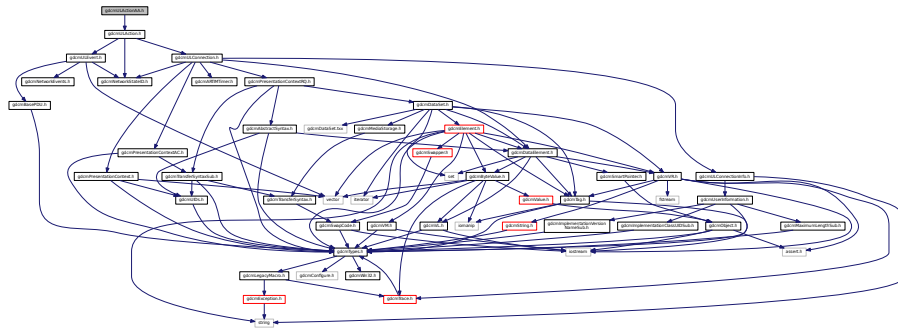 gdcmULActionAA.h
gdcmULAction.h
gdcmULEvent.h
gdcmULConnection.h
gdcmNetworkEvents.h
gdcmNetworkStateID.h
gdcmARTIMTimer.h
gdcmPresentationContextRQ.h
gdcmBasePDU.h
gdcmDataSet.h
gdcmAbstractSyntax.h
gdcmDataSet.txx
gdcmMediaStorage.h
gdcmElement.h
gdcmPresentationContextAC.h
gdcmSwapper.h
gdcmDataElement.h
gdcmPresentationContext.h
gdcmTransferSyntaxSub.h
set
gdcmByteValue.h
gdcmSmartPointer.h
gdcmVR.h
gdcmULConnectionInfo.h
gdcmUIDs.h
gdcmTransferSyntax.h
vector
iterator
gdcmValue.h
gdcmTag.h
fstream
gdcmUserInformation.h
gdcmSwapCode.h
gdcmVM.h
gdcmVL.h
iomanip
gdcmString.h
gdcmImplementationVersion
NameSub.h
gdcmImplementationClassUIDSub.h
gdcmObject.h
gdcmMaximumLengthSub.h
gdcmTypes.h
iostream
assert.h
gdcmLegacyMacro.h
gdcmConfigure.h
gdcmWin32.h
gdcmException.h
gdcmTrace.h
string